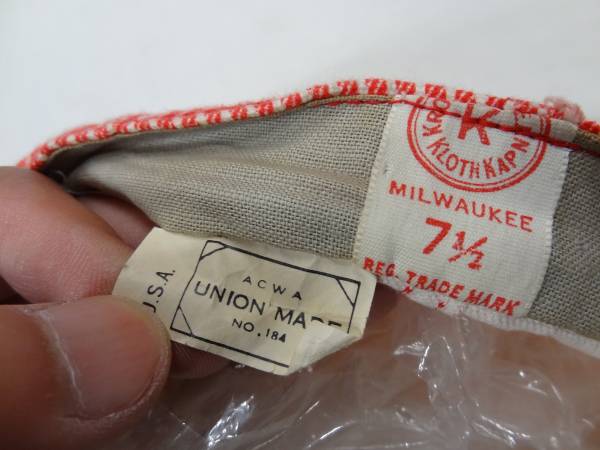 K
KLOTH KAP
MILWAUKEE
7½
REG. TRADE MARK
U.S.A.
ACWA
UNION MADE
NO. 184